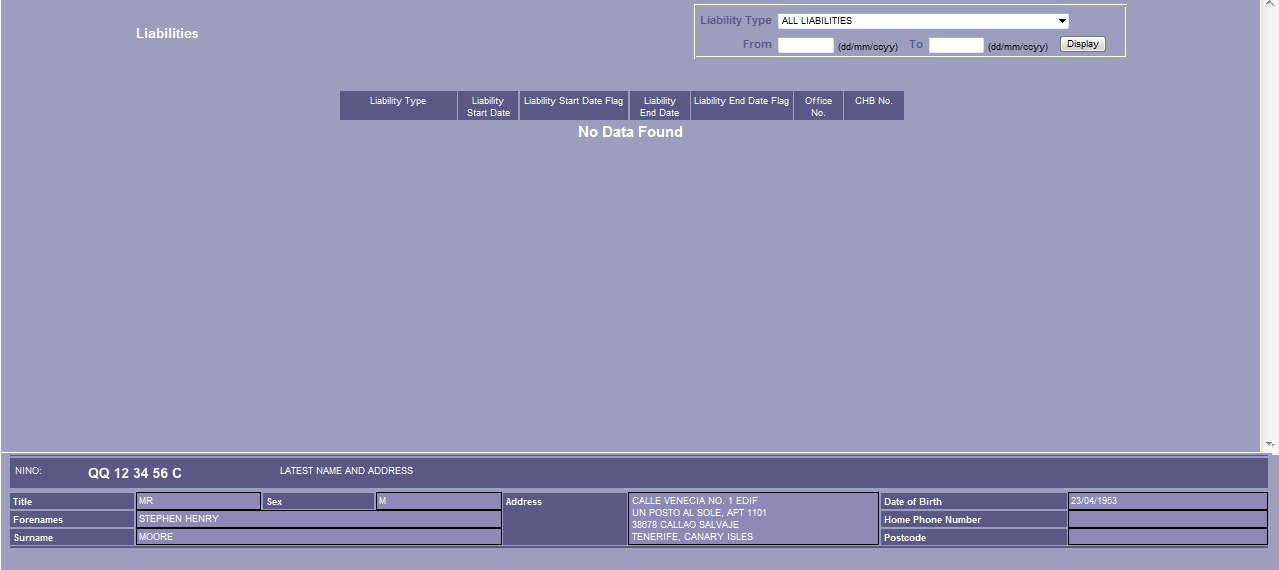 Liabilities
Liability Type ALL LIABILITIES
From (dd/mm/ccyy) To (dd/mm/ccyy) Display
Liability Type Liability Start Date Liability Start Date Flag Liability End Date Liability End Date Flag Office No. CHB No.
No Data Found
NINO: QQ 12 34 56 C LATEST NAME AND ADDRESS
Title MR Sex M Address CALLE VENECIA NO. 1 EDIF Date of Birth 23/04/1953
UN POSTO AL SOLE, APT 1101
Forenames STEPHEN HENRY Home Phone Number
38678 CALLAO SALVAJE
Surname MOORE TENERIFE, CANARY ISLES Postcode